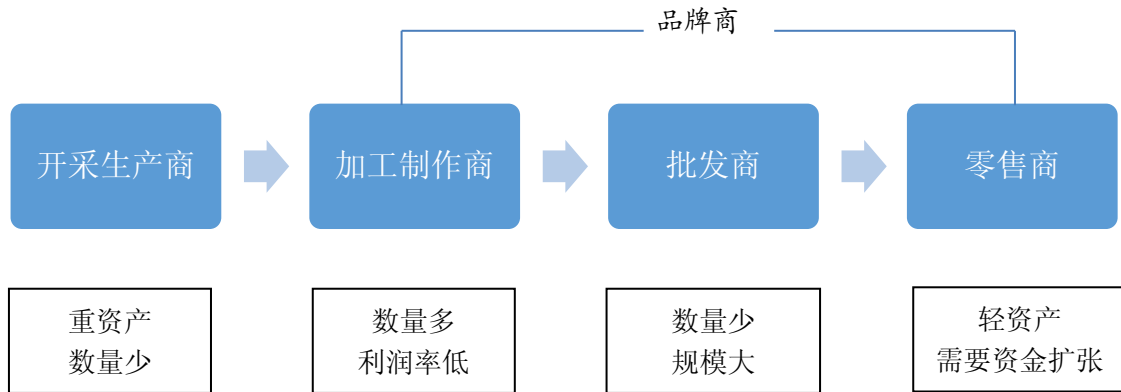 品牌商
开采生产商
加工制作商
批发商
零售商
重资产
数量少
数量多
利润率低
数量少
规模大
轻资产
需要资金扩张